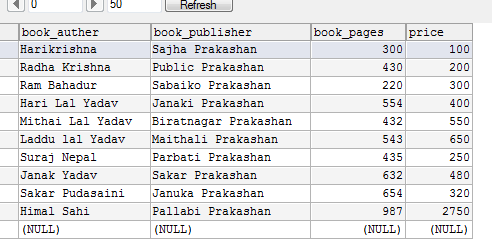 0 50 Refresh
book_auther book_publisher book_pages price
Harikrishna Sajha Prakashan 300 100
Radha Krishna Public Prakashan 430 200
Ram Bahadur Sabaiko Prakashan 220 300
Hari Lal Yadav Janaki Prakashan 554 400
Mithai Lal Yadav Biratnagar Prakashan 432 550
Laddu lal Yadav Maithali Prakashan 543 650
Suraj Nepal Parbati Prakashan 435 250
Janak Yadav Sakar Prakashan 632 480
Sakar Pudasaini Januka Prakashan 654 320
Himal Sahi Pallabi Prakashan 987 2750
(NULL) (NULL) (NULL) (NULL)